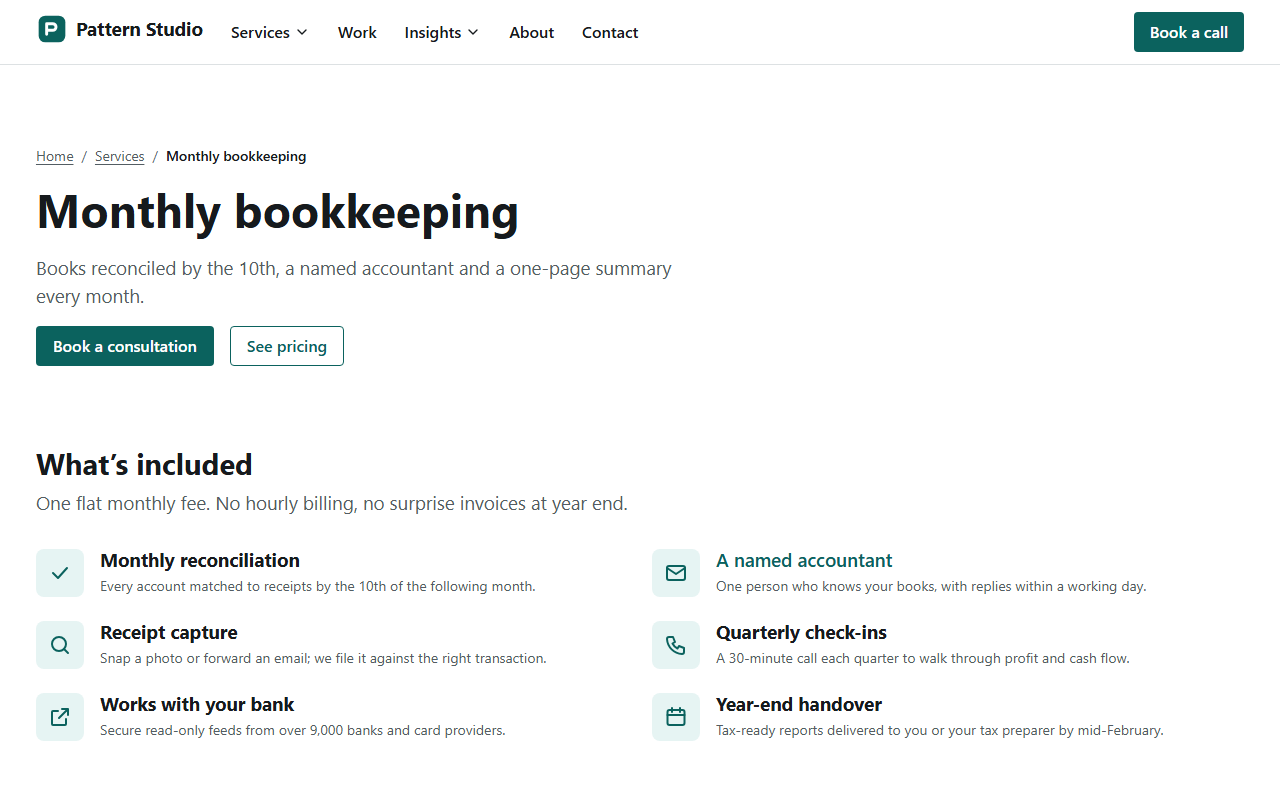 Pattern Studio
Services
Work
Insights
About
Contact
Book a call
Home / Services / Monthly bookkeeping
Monthly bookkeeping
Books reconciled by the 10th, a named accountant and a one-page summary
every month.
Book a consultation
See pricing
What’s included
One flat monthly fee. No hourly billing, no surprise invoices at year end.
Monthly reconciliation
Every account matched to receipts by the 10th of the following month.
A named accountant
One person who knows your books, with replies within a working day.
Receipt capture
Snap a photo or forward an email; we file it against the right transaction.
Quarterly check-ins
A 30-minute call each quarter to walk through profit and cash flow.
Works with your bank
Secure read-only feeds from over 9,000 banks and card providers.
Year-end handover
Tax-ready reports delivered to you or your tax preparer by mid-February.